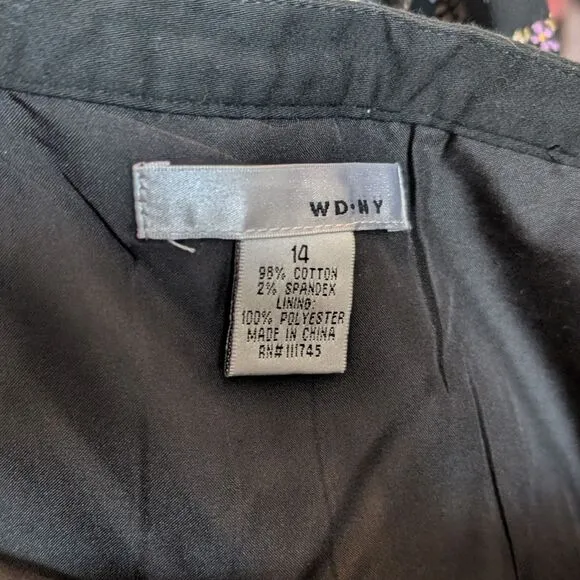 WD·NY
14
98% COTTON
2% SPANDEX
LINING:
100% POLYESTER
MADE IN CHINA
RN#111745